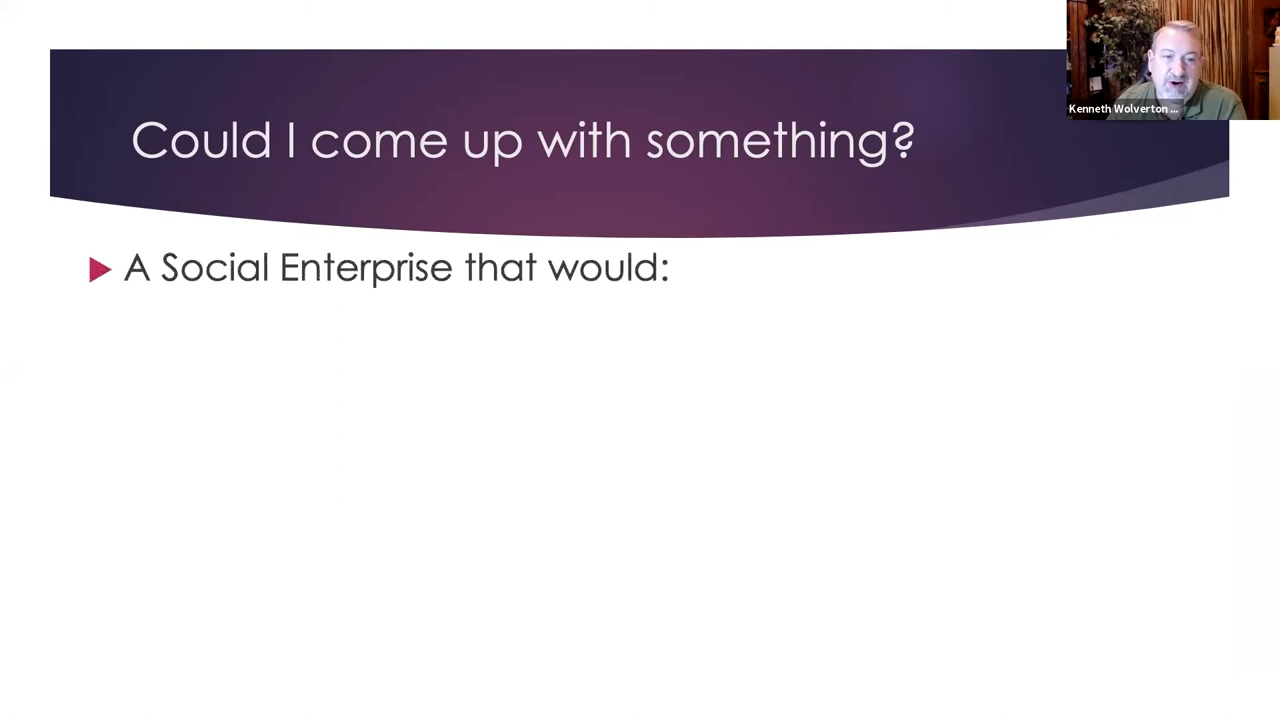 Could I come up with something?
Kenneth Wolverton ...
A Social Enterprise that would: